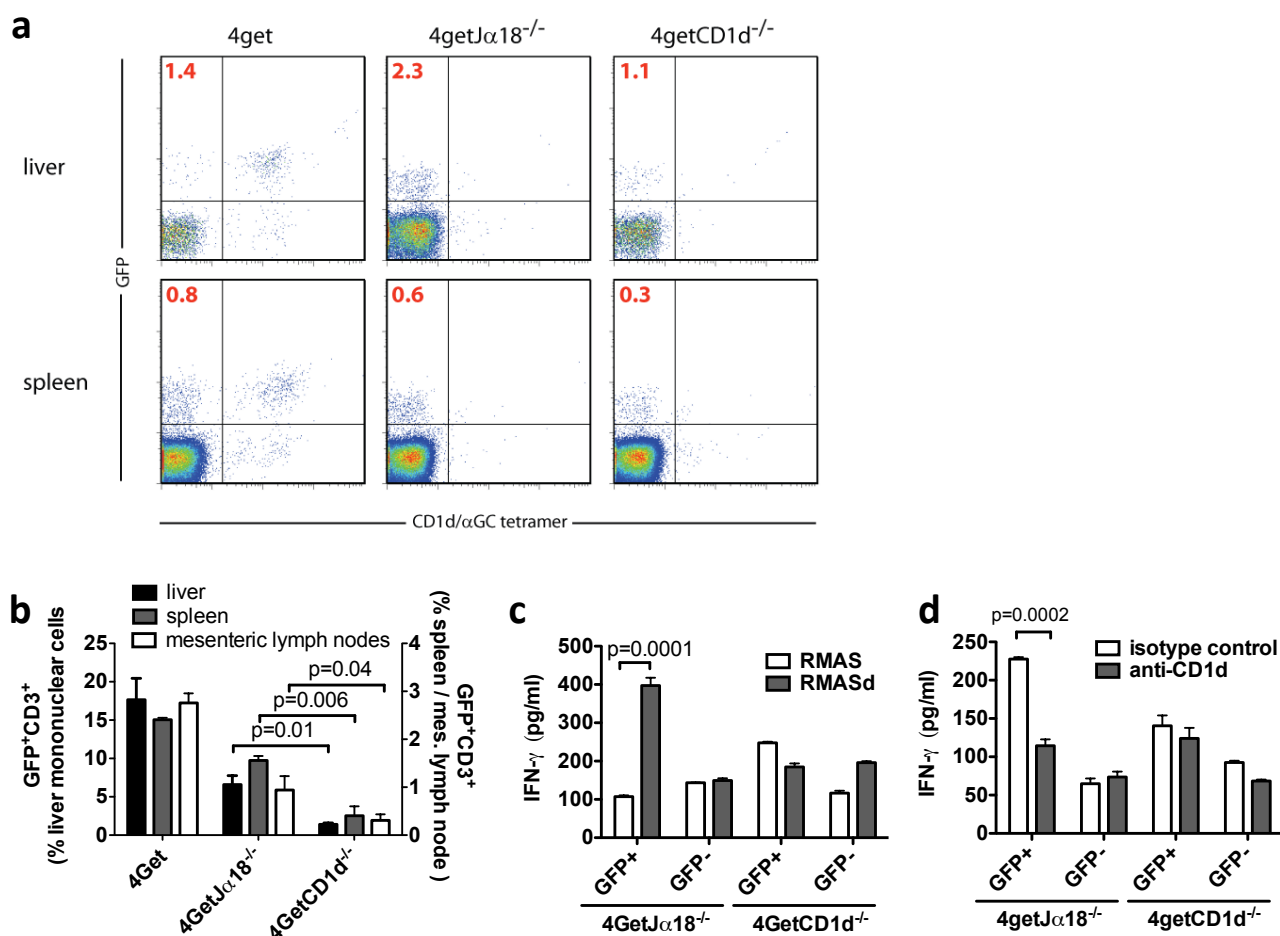 a
4get
4getJα18-/-
4getCD1d-/-
liver
1.4
2.3
1.1
GFP
spleen
0.8
0.6
0.3
CD1d/αGC tetramer
b
liver
spleen
mesenteric lymph nodes
GFP+CD3+
(% liver mononuclear cells
25
20
15
10
5
0
p=0.04
p=0.006
p=0.01
4
3
2
1
0
GFP+CD3+
(% spleen / mes. lymph node)
4Get
4GetJα18-/-
4GetCD1d-/-
c
p=0.0001
RMAS
RMASd
IFN-γ (pg/ml)
500
400
300
200
100
0
GFP+
GFP-
GFP+
GFP-
4GetJα18-/-
4GetCD1d-/-
d
p=0.0002
isotype control
anti-CD1d
IFN-γ (pg/ml)
250
200
150
100
50
0
GFP+
GFP-
GFP+
GFP-
4getJα18-/-
4getCD1d-/-